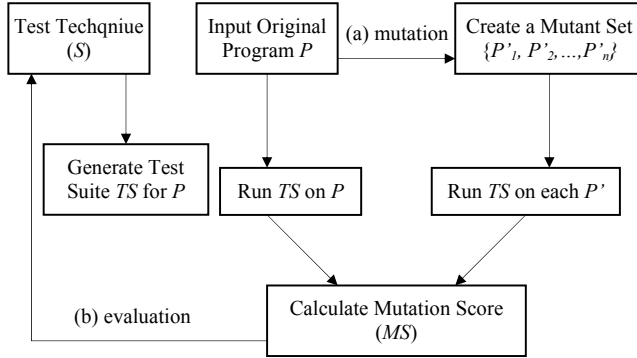 Test Techqniue
(S)
Input Original
Program P
(a) mutation
Create a Mutant Set
{P’1, P’2,...,P’n}
Generate Test
Suite TS for P
Run TS on P
Run TS on each P’
(b) evaluation
Calculate Mutation Score
(MS)